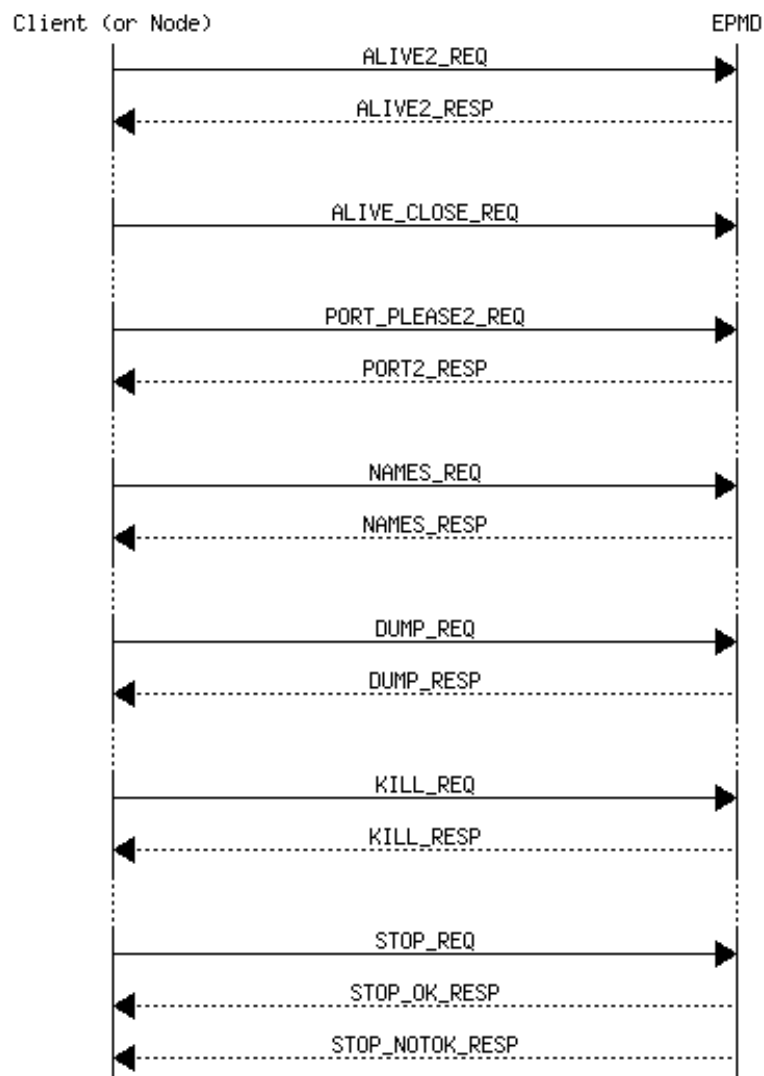 Client (or Node) EPMD
ALIVE2_REQ
ALIVE2_RESP
ALIVE_CLOSE_REQ
PORT_PLEASE2_REQ
PORT2_RESP
NAMES_REQ
NAMES_RESP
DUMP_REQ
DUMP_RESP
KILL_REQ
KILL_RESP
STOP_REQ
STOP_OK_RESP
STOP_NOTOK_RESP